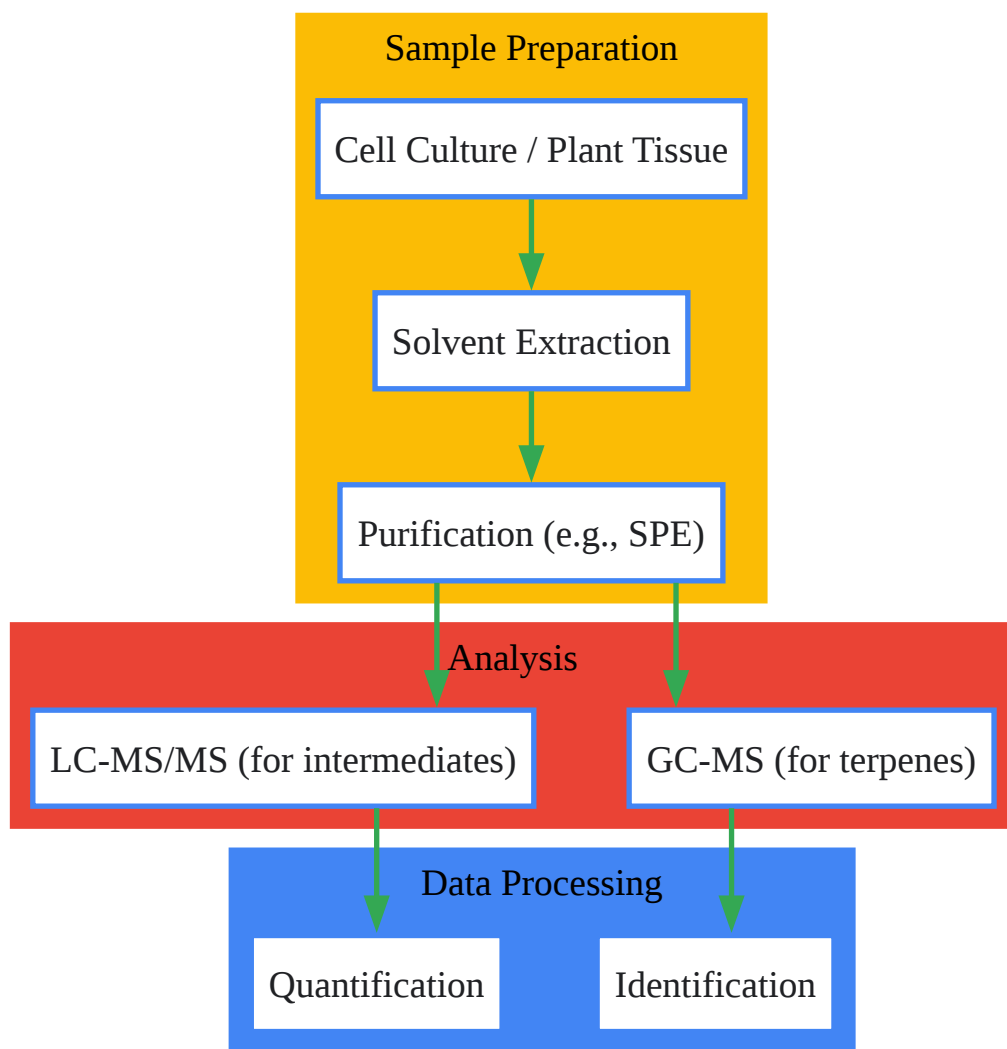 Sample Preparation
Cell Culture / Plant Tissue
Solvent Extraction
Purification (e.g., SPE)
Analysis
LC-MS/MS (for intermediates)
GC-MS (for terpenes)
Data Processing
Quantification
Identification